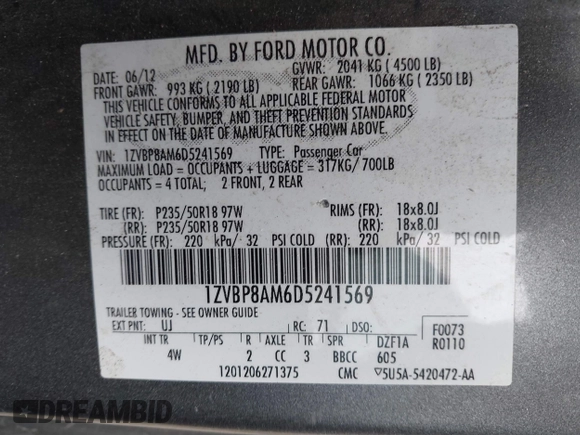 MFD. BY FORD MOTOR CO.
DATE: 06/12 GVWR: 2041 KG ( 4500 LB)
FRONT GAWR: 993 KG ( 2190 LB) REAR GAWR: 1066 KG ( 2350 LB)
THIS VEHICLE CONFORMS TO ALL APPLICABLE FEDERAL MOTOR
VEHICLE SAFETY, BUMPER, AND THEFT PREVENTION STANDARDS
IN EFFECT ON THE DATE OF MANUFACTURE SHOWN ABOVE.
VIN: 1ZVBP8AM6D5241569 TYPE: Passenger Car
MAXIMUM LOAD = OCCUPANTS + LUGGAGE = 317KG/ 700LB
OCCUPANTS = 4 TOTAL; 2 FRONT, 2 REAR
TIRE (FR): P235/50R18 97W RIMS (FR): 18x8.0J
(RR): P235/50R18 97W (RR): 18x8.0J
PRESSURE (FR): 220 kPa/ 32 PSI COLD (RR): 220 kPa/ 32 PSI COLD
1ZVBP8AM6D5241569
TRAILER TOWING - SEE OWNER GUIDE
EXT PNT: UJ RC: 71 DSO: F0073
INT TR TP/PS R AXLE TR SPR DZF1A R0110
4W 2 CC 3 BBCC 605
1201206271375 CMC ▽5U5A-5420472-AA
DREAMBID